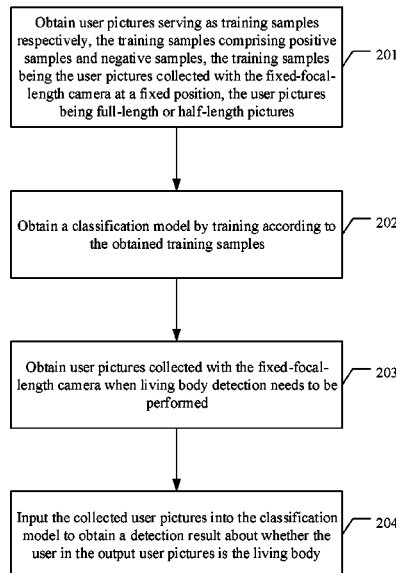 Obtain user pictures serving as training samples
respectively, the training samples comprising positive
samples and negative samples, the training samples
being the user pictures collected with the fixed-focal-
length camera at a fixed position, the user pictures
being full-length or half-length pictures
201
Obtain a classification model by training according to
the obtained training samples
202
Obtain user pictures collected with the fixed-focal-
length camera when living body detection needs to be
performed
203
Input the collected user pictures into the classification
model to obtain a detection result about whether the
user in the output user pictures is the living body
204